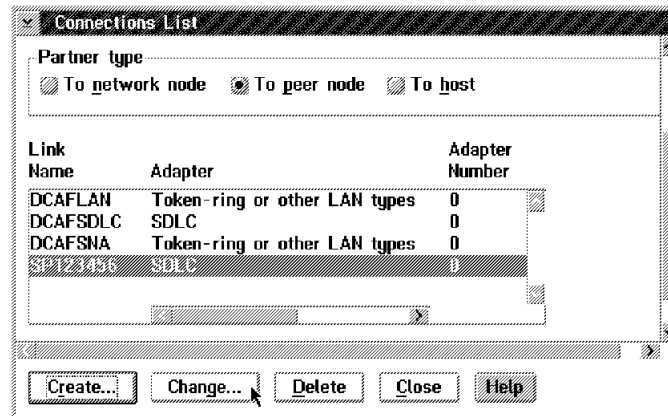 Connections List
Partner type
To network node To peer node To host
Link
Name Adapter Adapter
Number
DCAFLAN Token-ring or other LAN types 0
DCAFSDLC SDLC 0
DCAFSNA Token-ring or other LAN types 0
SP123456 SDLC 0
Create... Change... Delete Close Help